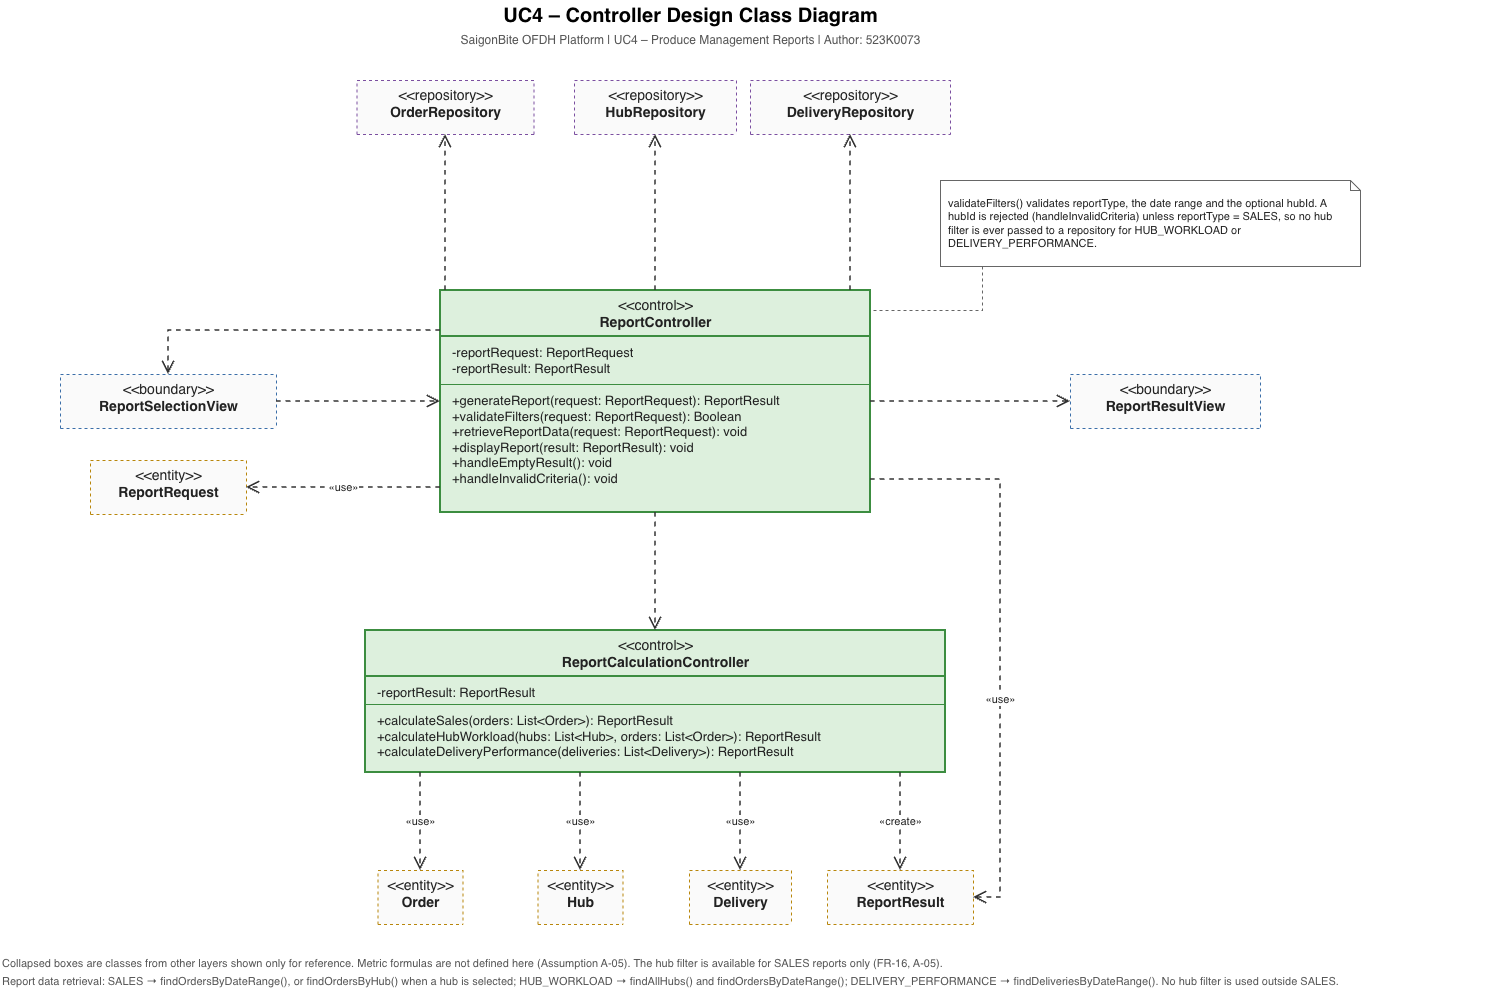 UC4 – Controller Design Class Diagram
SaigonBite OFDH Platform | UC4 – Produce Management Reports | Author: 523K0073
<<repository>>
OrderRepository
<<repository>>
HubRepository
<<repository>>
DeliveryRepository
validateFilters() validates reportType, the date range and the optional hubId. A
hubId is rejected (handleInvalidCriteria) unless reportType = SALES, so no hub
filter is ever passed to a repository for HUB_WORKLOAD or
DELIVERY_PERFORMANCE.
<<control>>
ReportController
-reportRequest: ReportRequest
-reportResult: ReportResult
+generateReport(request: ReportRequest): ReportResult
+validateFilters(request: ReportRequest): Boolean
+retrieveReportData(request: ReportRequest): void
+displayReport(result: ReportResult): void
+handleEmptyResult(): void
+handleInvalidCriteria(): void
<<boundary>>
ReportSelectionView
<<boundary>>
ReportResultView
<<entity>>
ReportRequest
«use»
<<control>>
ReportCalculationController
-reportResult: ReportResult
+calculateSales(orders: List<Order>): ReportResult
+calculateHubWorkload(hubs: List<Hub>, orders: List<Order>): ReportResult
+calculateDeliveryPerformance(deliveries: List<Delivery>): ReportResult
«use»
«use»
«use»
«use»
«create»
<<entity>>
Order
<<entity>>
Hub
<<entity>>
Delivery
<<entity>>
ReportResult
Collapsed boxes are classes from other layers shown only for reference. Metric formulas are not defined here (Assumption A-05). The hub filter is available for SALES reports only (FR-16, A-05).
Report data retrieval: SALES → findOrdersByDateRange(), or findOrdersByHub() when a hub is selected; HUB_WORKLOAD → findAllHubs() and findOrdersByDateRange(); DELIVERY_PERFORMANCE → findDeliveriesByDateRange(). No hub filter is used outside SALES.